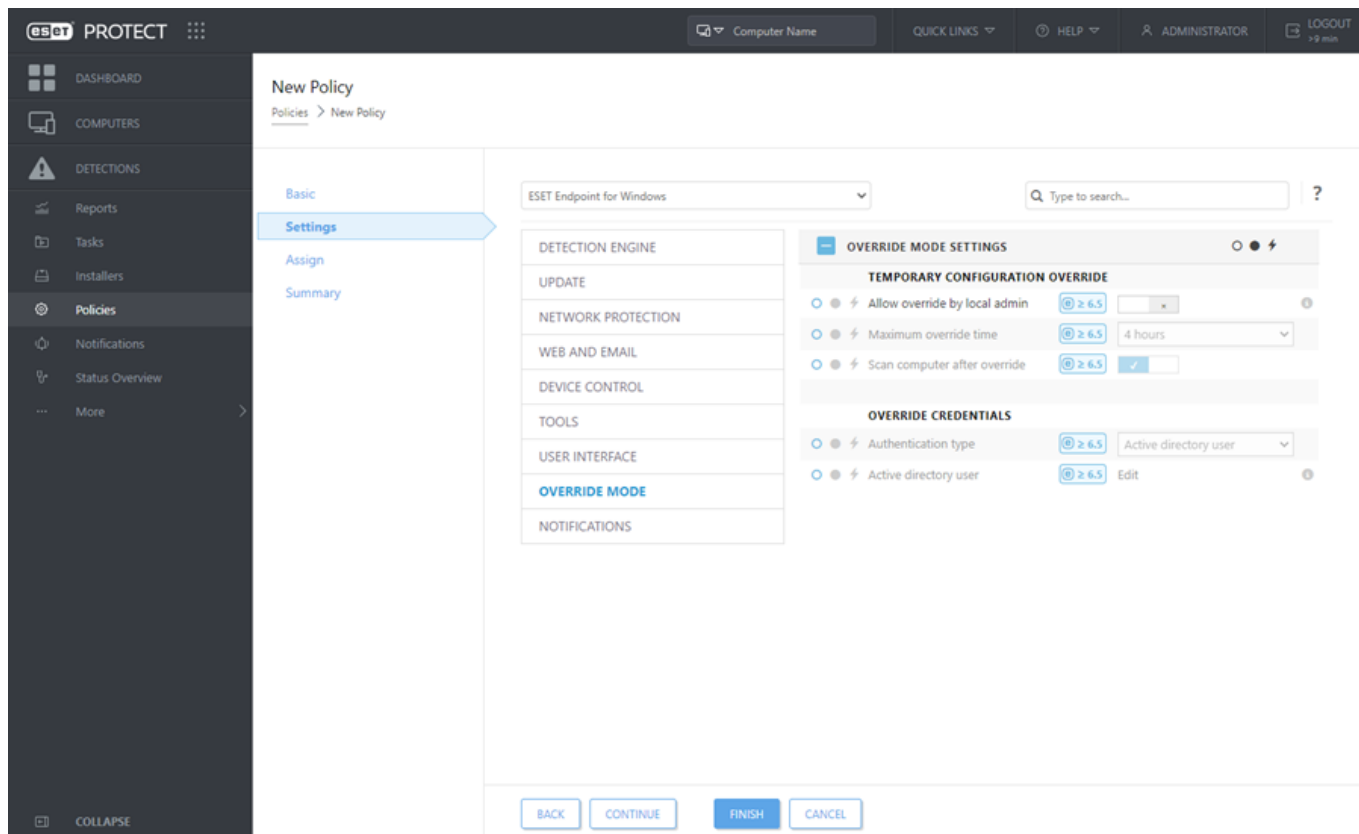 eset PROTECT
Computer Name
QUICK LINKS
HELP
ADMINISTRATOR
LOGOUT
>9 min
DASHBOARD
COMPUTERS
DETECTIONS
Reports
Tasks
Installers
Policies
Notifications
Status Overview
More
COLLAPSE
New Policy
Policies > New Policy
Basic
Settings
Assign
Summary
ESET Endpoint for Windows
Type to search...
?
DETECTION ENGINE
UPDATE
NETWORK PROTECTION
WEB AND EMAIL
DEVICE CONTROL
TOOLS
USER INTERFACE
OVERRIDE MODE
NOTIFICATIONS
OVERRIDE MODE SETTINGS
TEMPORARY CONFIGURATION OVERRIDE
Allow override by local admin ≥ 6.5
Maximum override time ≥ 6.5 4 hours
Scan computer after override ≥ 6.5
OVERRIDE CREDENTIALS
Authentication type ≥ 6.5 Active directory user
Active directory user ≥ 6.5 Edit
BACK CONTINUE FINISH CANCEL